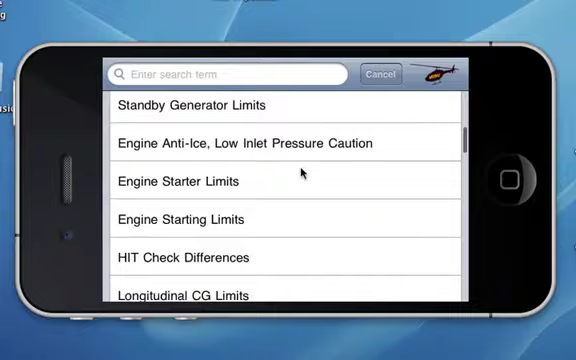 Enter search term
Cancel
Standby Generator Limits
Engine Anti-Ice, Low Inlet Pressure Caution
Engine Starter Limits
Engine Starting Limits
HIT Check Differences
Longitudinal CG Limits